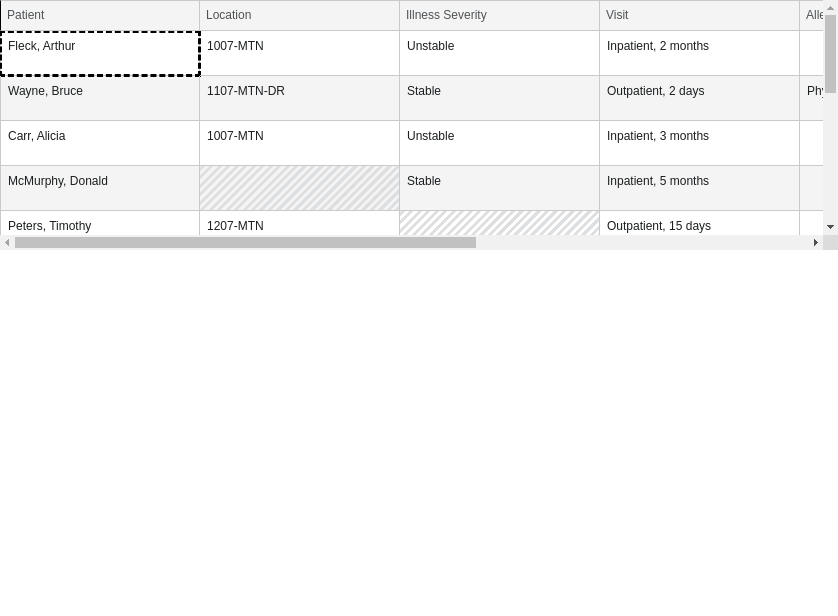 Patient Location Illness Severity Visit
Fleck, Arthur 1007-MTN Unstable Inpatient, 2 months
Wayne, Bruce 1107-MTN-DR Stable Outpatient, 2 days
Carr, Alicia 1007-MTN Unstable Inpatient, 3 months
McMurphy, Donald Stable Inpatient, 5 months
Peters, Timothy 1207-MTN Outpatient, 15 days